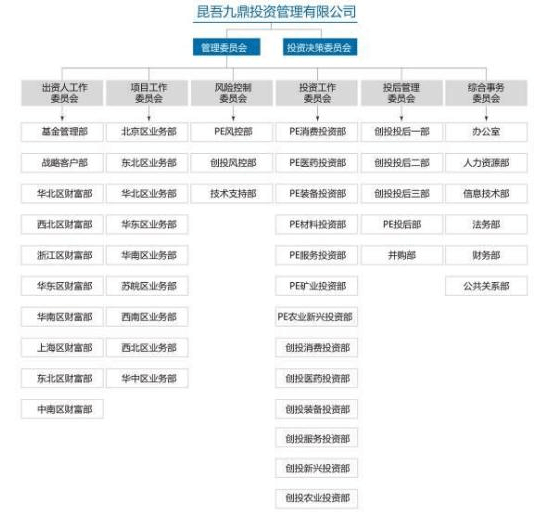 昆吾九鼎投资管理有限公司
管理委员会
投资决策委员会
出资人工作
委员会
基金管理部
战略客户部
华北区财富部
西北区财富部
浙江区财富部
华东区财富部
华南区财富部
上海区财富部
东北区财富部
中南区财富部
项目工作
委员会
北京区业务部
东北区业务部
华北区业务部
华东区业务部
华南区业务部
苏皖区业务部
西南区业务部
西北区业务部
华中区业务部
风险控制
委员会
PE风控部
创投风控部
技术支持部
投资工作
委员会
PE消费投资部
PE医药投资部
PE装备投资部
PE材料投资部
PE服务投资部
PE矿业投资部
PE农业新兴投资部
创投消费投资部
创投医药投资部
创投装备投资部
创投服务投资部
创投新兴投资部
创投农业投资部
投后管理
委员会
创投投后一部
创投投后二部
创投投后三部
PE投后部
并购部
综合事务
委员会
办公室
人力资源部
信息技术部
法务部
财务部
公共关系部